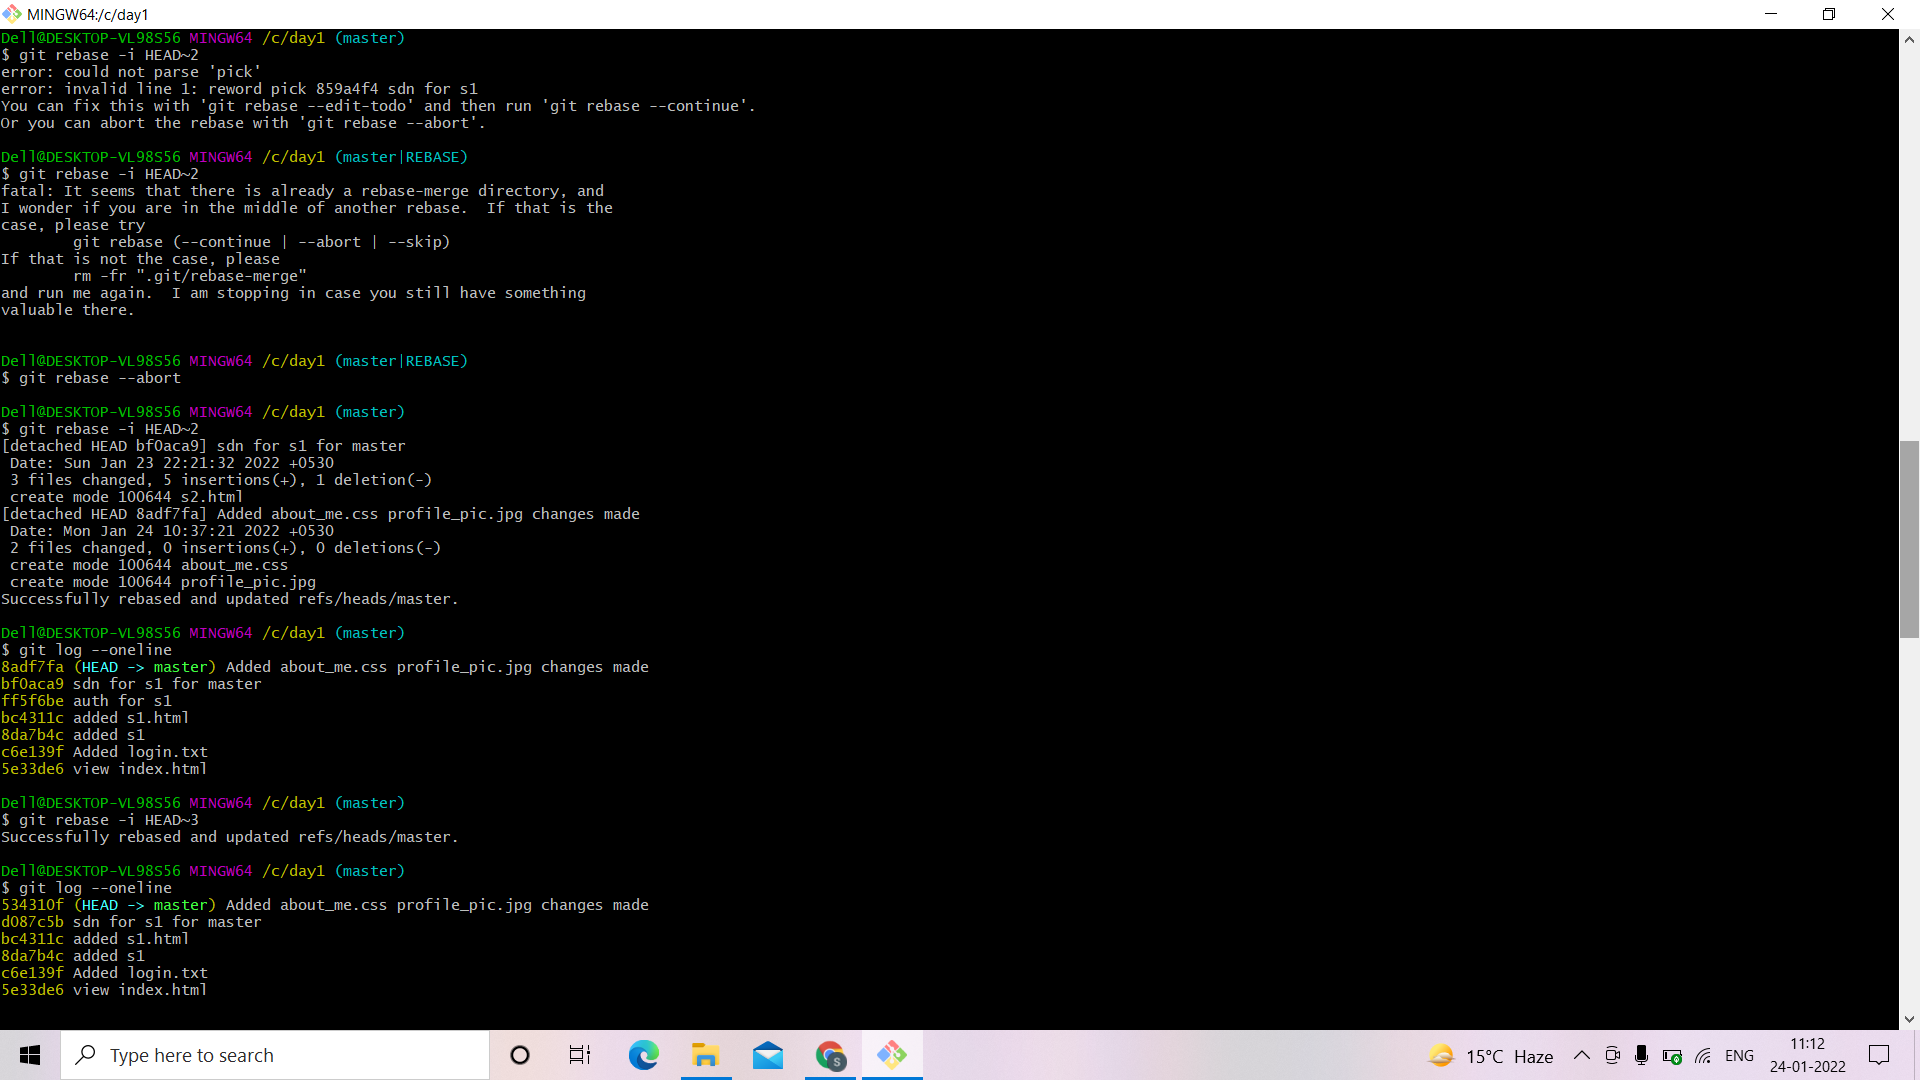 MINGW64:/c/day1
Dell@DESKTOP-VL98S56 MINGW64 /c/day1 (master)
$ git rebase -i HEAD~2
error: could not parse 'pick'
error: invalid line 1: reword pick 859a4f4 sdn for s1
You can fix this with 'git rebase --edit-todo' and then run 'git rebase --continue'.
Or you can abort the rebase with 'git rebase --abort'.
Dell@DESKTOP-VL98S56 MINGW64 /c/day1 (master|REBASE)
$ git rebase -i HEAD~2
fatal: It seems that there is already a rebase-merge directory, and
I wonder if you are in the middle of another rebase.  If that is the
case, please try
git rebase (--continue | --abort | --skip)
If that is not the case, please
rm -fr ".git/rebase-merge"
and run me again.  I am stopping in case you still have something
valuable there.
Dell@DESKTOP-VL98S56 MINGW64 /c/day1 (master|REBASE)
$ git rebase --abort
Dell@DESKTOP-VL98S56 MINGW64 /c/day1 (master)
$ git rebase -i HEAD~2
[detached HEAD bf0aca9] sdn for s1 for master
Date: Sun Jan 23 22:21:32 2022 +0530
3 files changed, 5 insertions(+), 1 deletion(-)
create mode 100644 s2.html
[detached HEAD 8adf7fa] Added about_me.css profile_pic.jpg changes made
Date: Mon Jan 24 10:37:21 2022 +0530
2 files changed, 0 insertions(+), 0 deletions(-)
create mode 100644 about_me.css
create mode 100644 profile_pic.jpg
Successfully rebased and updated refs/heads/master.
Dell@DESKTOP-VL98S56 MINGW64 /c/day1 (master)
$ git log --oneline
8adf7fa (HEAD -> master) Added about_me.css profile_pic.jpg changes made
bf0aca9 sdn for s1 for master
ff5f6be auth for s1
bc4311c added s1.html
8da7b4c added s1
c6e139f Added login.txt
5e33de6 view index.html
Dell@DESKTOP-VL98S56 MINGW64 /c/day1 (master)
$ git rebase -i HEAD~3
Successfully rebased and updated refs/heads/master.
Dell@DESKTOP-VL98S56 MINGW64 /c/day1 (master)
$ git log --oneline
534310f (HEAD -> master) Added about_me.css profile_pic.jpg changes made
d087c5b sdn for s1 for master
bc4311c added s1.html
8da7b4c added s1
c6e139f Added login.txt
5e33de6 view index.html
Type here to search
S
15°C Haze
ENG
11:12
24-01-2022